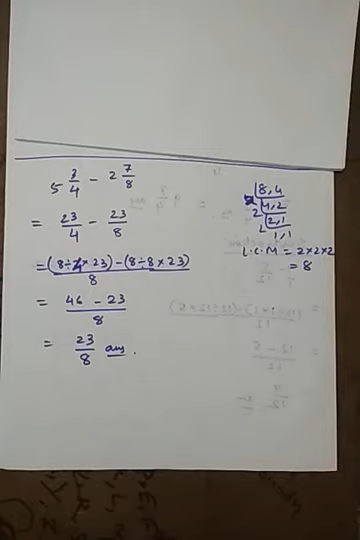 5 3/4 - 2 7/8
= 23/4 - 23/8
= (8÷4×23)-(8÷8×23)/8
= 46 - 23/8
= 23/8 ans.
2 | 8, 4
2 | 4, 2
2 | 2, 1
1, 1
L.C.M = 2×2×2
= 8